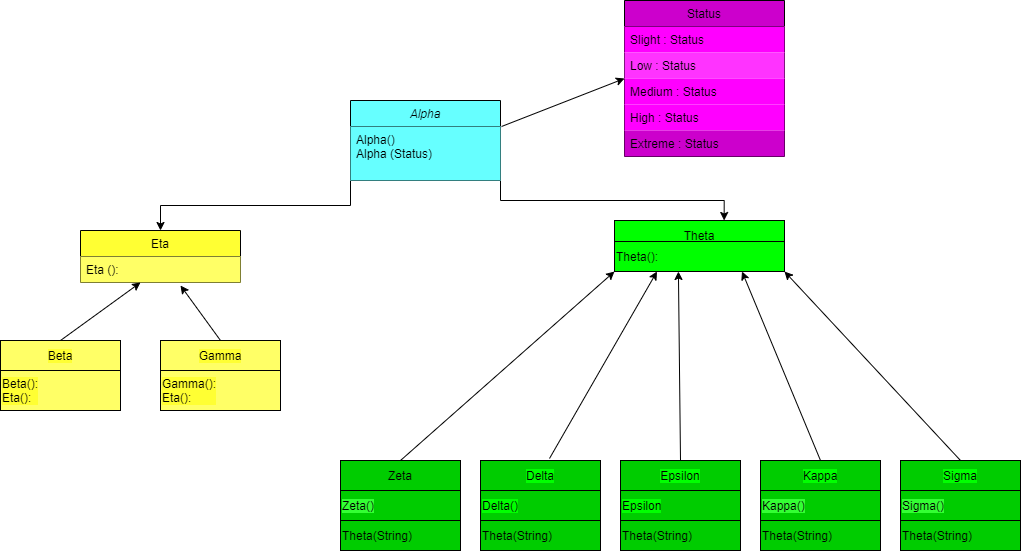 Status
Slight : Status
Low : Status
Medium : Status
High : Status
Extreme : Status
Alpha
Alpha()
Alpha (Status)
Eta
Eta ():
Theta
Theta():
Beta
Beta():
Eta():
Gamma
Gamma():
Eta():
Zeta
Zeta()
Theta(String)
Delta
Delta()
Theta(String)
Epsilon
Epsilon
Theta(String)
Kappa
Kappa()
Theta(String)
Sigma
Sigma()
Theta(String)